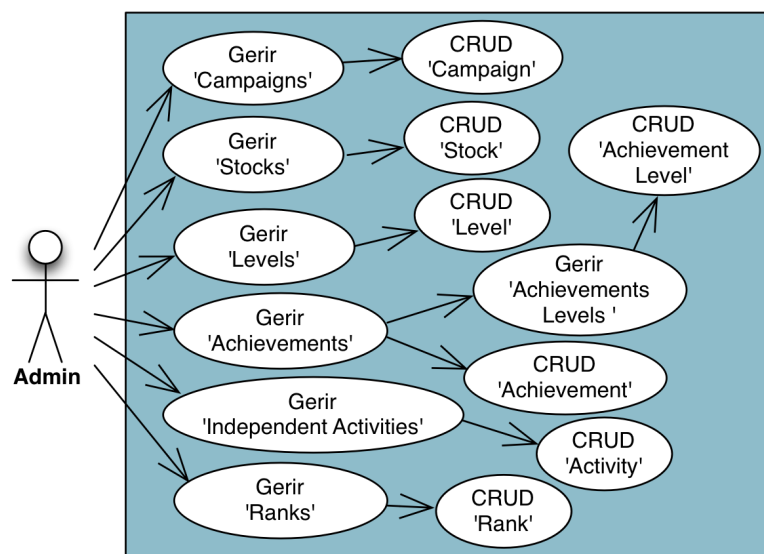 Gerir
'Campaigns'
CRUD
'Campaign'
Gerir
'Stocks'
CRUD
'Stock'
CRUD
'Achievement
Level'
Gerir
'Levels'
CRUD
'Level'
Gerir
'Achievements
Levels '
Gerir
'Achievements'
CRUD
'Achievement'
Admin
Gerir
'Independent Activities'
CRUD
'Activity'
Gerir
'Ranks'
CRUD
'Rank'